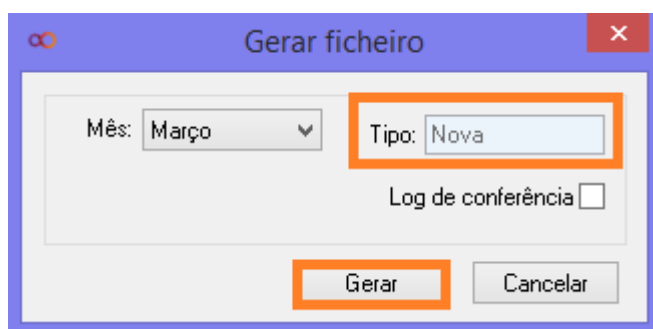 Gerar ficheiro
Mês: Março Tipo: Nova
Log de conferência
Gerar Cancelar